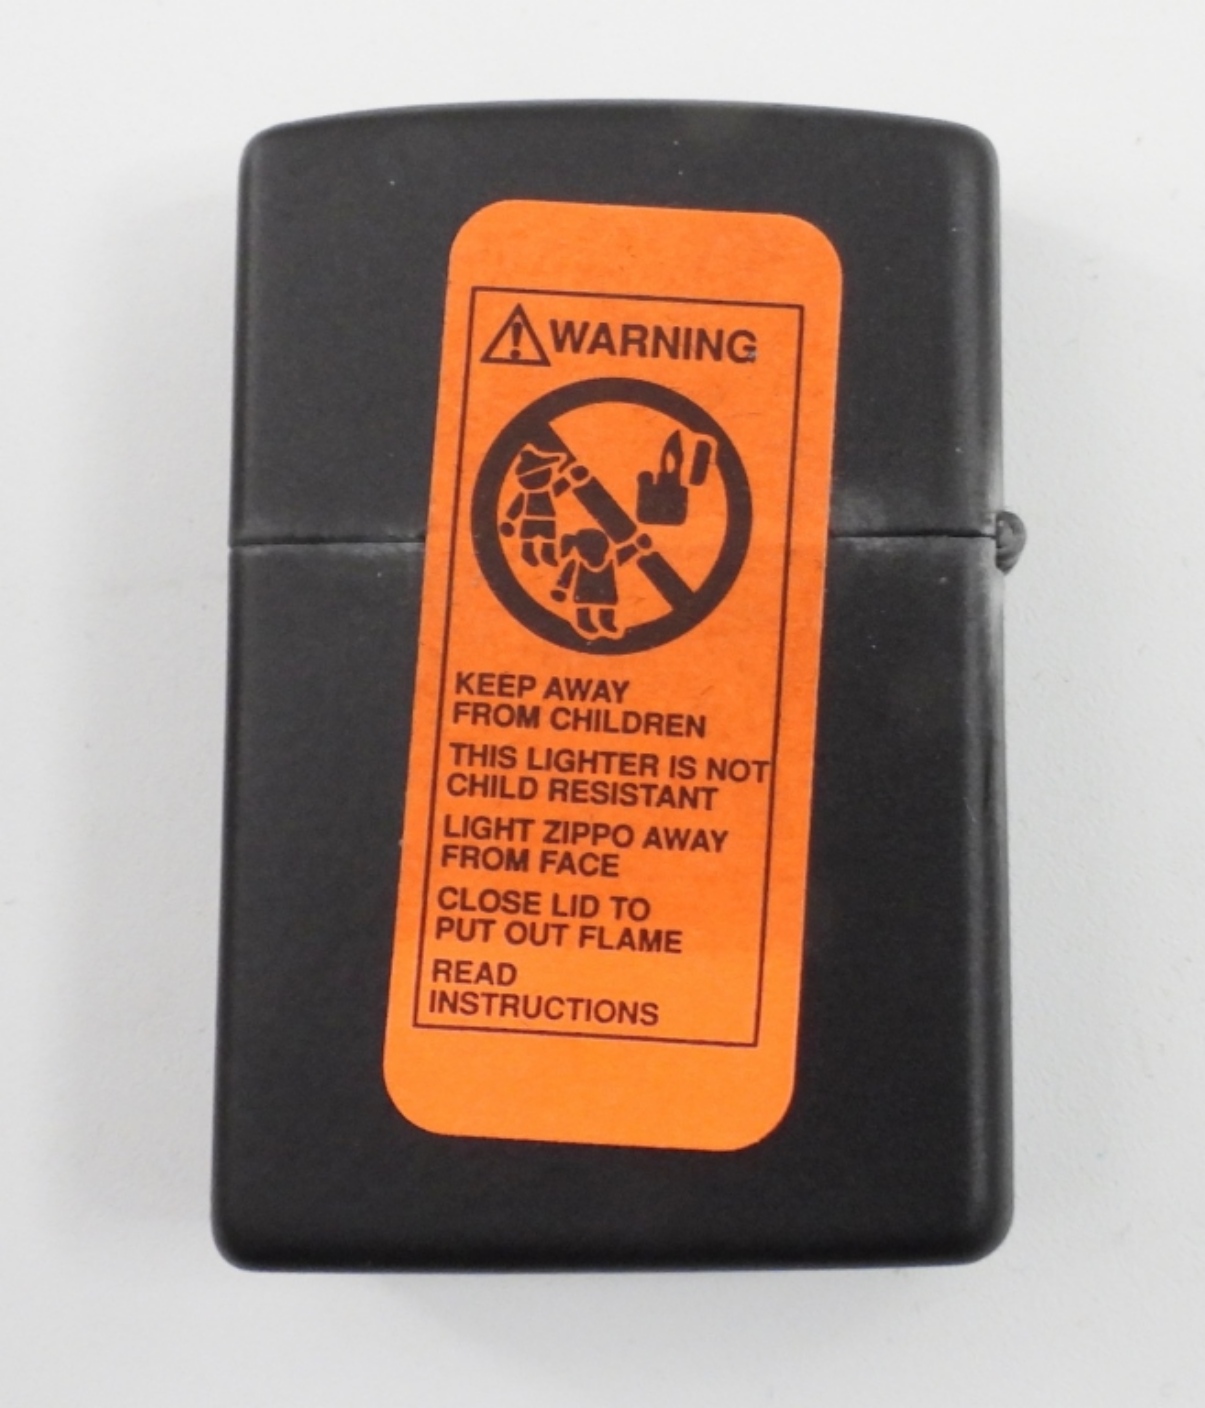 WARNING
KEEP AWAY
FROM CHILDREN
THIS LIGHTER IS NOT
CHILD RESISTANT
LIGHT ZIPPO AWAY
FROM FACE
CLOSE LID TO
PUT OUT FLAME
READ
INSTRUCTIONS